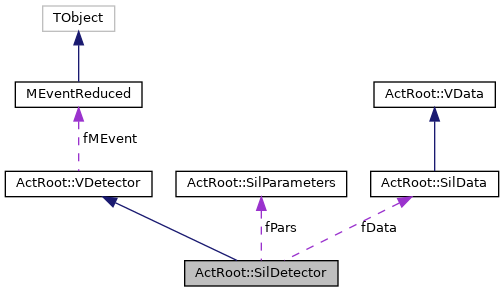 TObject
MEventReduced
ActRoot::VData
fMEvent
ActRoot::VDetector
ActRoot::SilParameters
ActRoot::SilData
fPars
fData
ActRoot::SilDetector